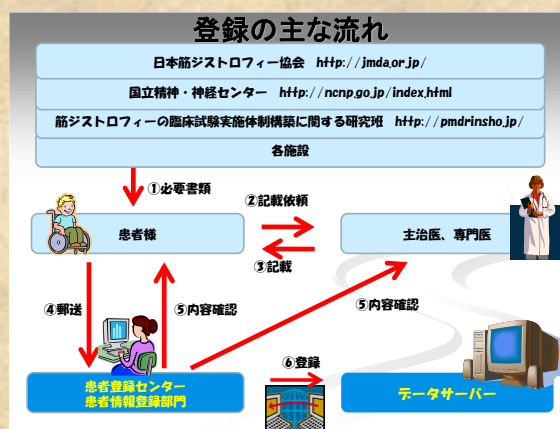 登録の主な流れ
日本筋ジストロフィー協会 http://jmda.or.jp/
国立精神・神経センター http://ncnp.go.jp/index.html
筋ジストロフィーの臨床試験実施体制構築に関する研究班 http://pmdrinsho.jp/
各施設
①必要書類
②記載依頼
患者様
主治医、専門医
③記載
④郵送
⑤内容確認
⑤内容確認
⑥登録
患者登録センター
患者情報登録部門
データサーバー